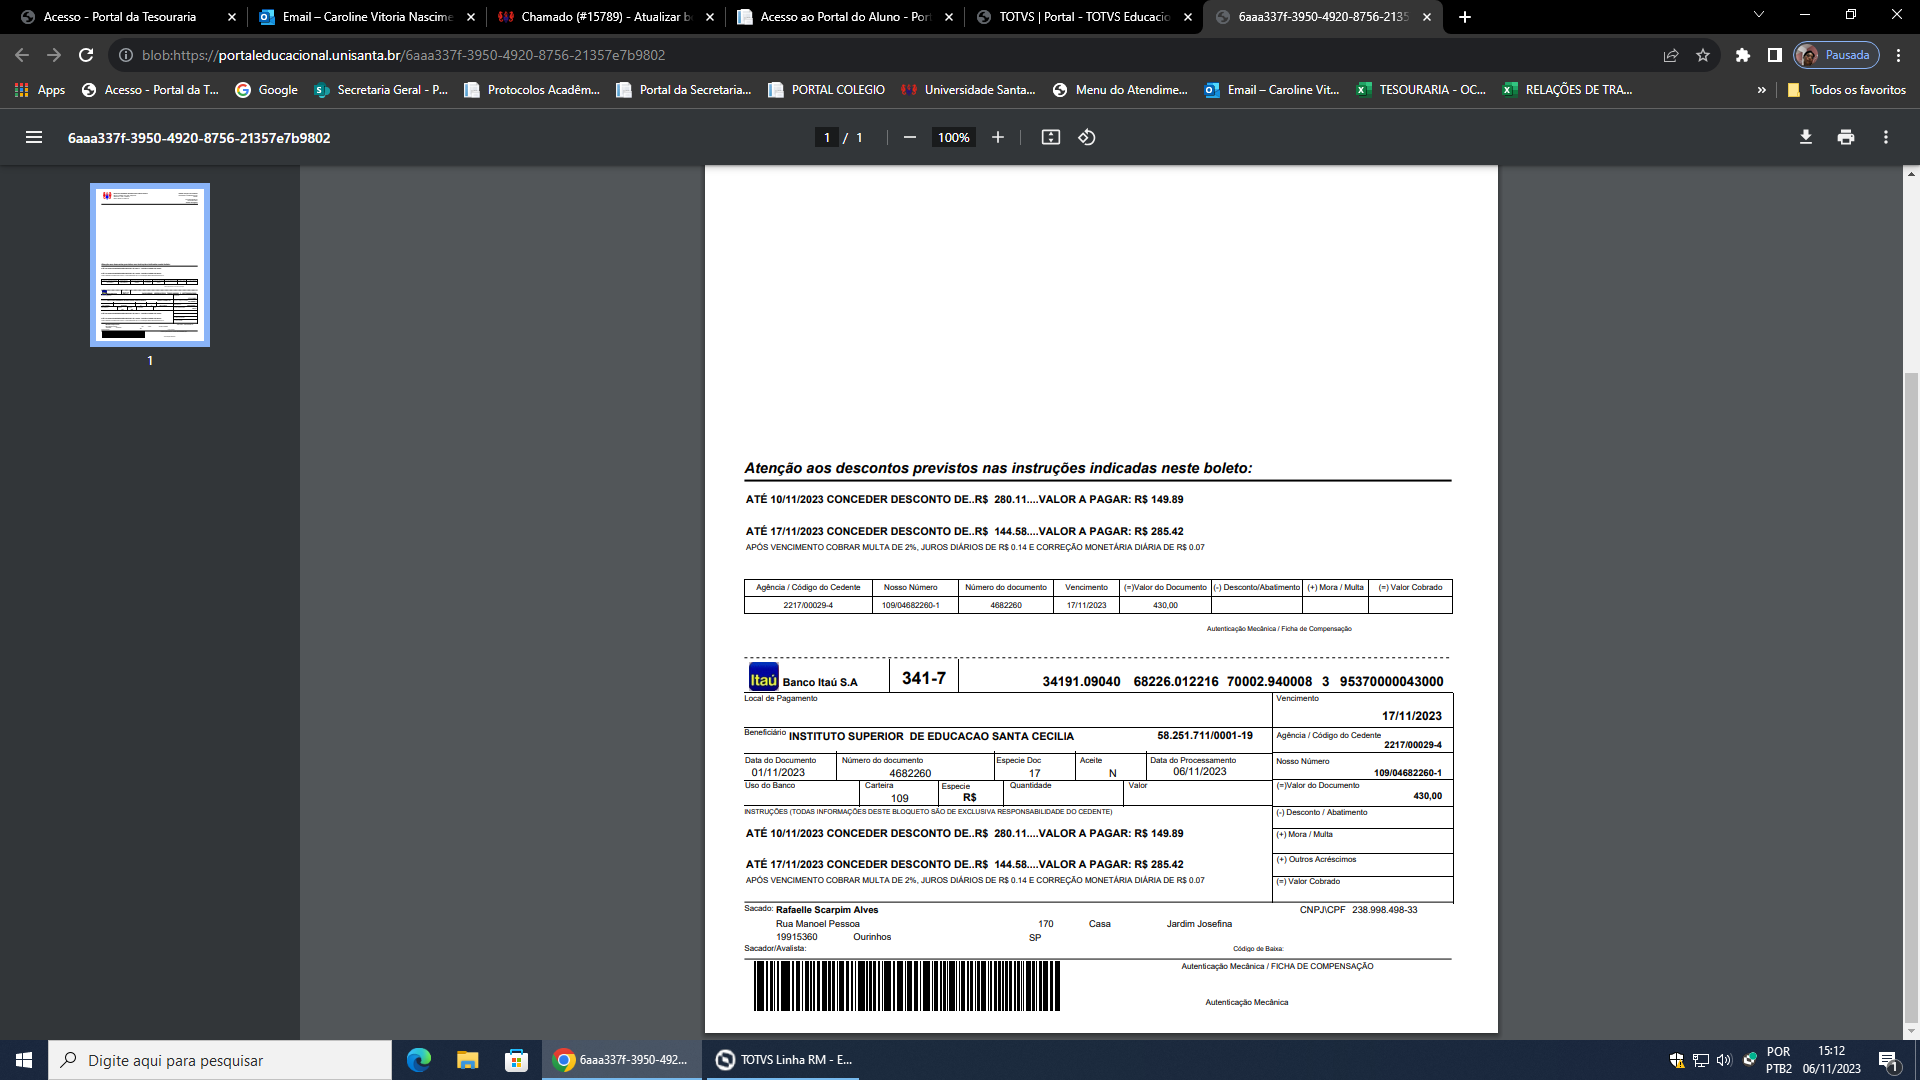 Acesso - Portal da Tesouraria
Email – Caroline Vitoria Nascime
Chamado (#15789) - Atualizar b
Acesso ao Portal do Aluno - Port
TOTVS | Portal - TOTVS Educacio
6aaa337f-3950-4920-8756-2135
blob:https://portaleducacional.unisanta.br/6aaa337f-3950-4920-8756-21357e7b9802
Pausada
Apps
Acesso - Portal da T...
Google
Secretaria Geral - P...
Protocolos Acadêm...
Portal da Secretaria...
PORTAL COLEGIO
Universidade Santa...
Menu do Atendime...
Email – Caroline Vit...
TESOURARIA - OC...
RELAÇÕES DE TRA...
»
Todos os favoritos
6aaa337f-3950-4920-8756-21357e7b9802
1 / 1
100%
1
Atenção aos descontos previstos nas instruções indicadas neste boleto:
ATÉ 10/11/2023 CONCEDER DESCONTO DE..R$ 280.11....VALOR A PAGAR: R$ 149.89
ATÉ 17/11/2023 CONCEDER DESCONTO DE..R$ 144.58....VALOR A PAGAR: R$ 285.42
APÓS VENCIMENTO COBRAR MULTA DE 2%, JUROS DIÁRIOS DE R$ 0.14 E CORREÇÃO MONETÁRIA DIÁRIA DE R$ 0.07
Agência / Código do Cedente Nosso Número Número do documento Vencimento (=)Valor do Documento (-) Desconto/Abatimento (+) Mora / Multa (=) Valor Cobrado
2217/00029-4 109/04682260-1 4682260 17/11/2023 430,00
Autenticação Mecânica / Ficha de Compensação
Itaú Banco Itaú S.A 341-7 34191.09040 68226.012216 70002.940008 3 95370000043000
Local de Pagamento Vencimento
17/11/2023
Beneficiário INSTITUTO SUPERIOR DE EDUCACAO SANTA CECILIA 58.251.711/0001-19 Agência / Código do Cedente
2217/00029-4
Data do Documento Número do documento Especie Doc Aceite Data do Processamento Nosso Número
01/11/2023 4682260 17 N 06/11/2023 109/04682260-1
Uso do Banco Carteira Especie Quantidade Valor (=)Valor do Documento
109 R$ 430,00
INSTRUÇÕES (TODAS INFORMAÇÕES DESTE BLOQUETO SÃO DE EXCLUSIVA RESPONSABILIDADE DO CEDENTE) (-) Desconto / Abatimento
ATÉ 10/11/2023 CONCEDER DESCONTO DE..R$ 280.11....VALOR A PAGAR: R$ 149.89 (+) Mora / Multa
(+) Outros Acréscimos
ATÉ 17/11/2023 CONCEDER DESCONTO DE..R$ 144.58....VALOR A PAGAR: R$ 285.42
APÓS VENCIMENTO COBRAR MULTA DE 2%, JUROS DIÁRIOS DE R$ 0.14 E CORREÇÃO MONETÁRIA DIÁRIA DE R$ 0.07 (=) Valor Cobrado
Sacado: Rafaelle Scarpim Alves CNPJ\CPF 238.998.498-33
Rua Manoel Pessoa 170 Casa Jardim Josefina
19915360 Ourinhos SP
Sacador/Avalista: Código de Baixa:
Autenticação Mecânica / FICHA DE COMPENSAÇÃO
Autenticação Mecânica
Digite aqui para pesquisar
6aaa337f-3950-492...
TOTVS Linha RM - E...
POR
PTB2
15:12
06/11/2023
1